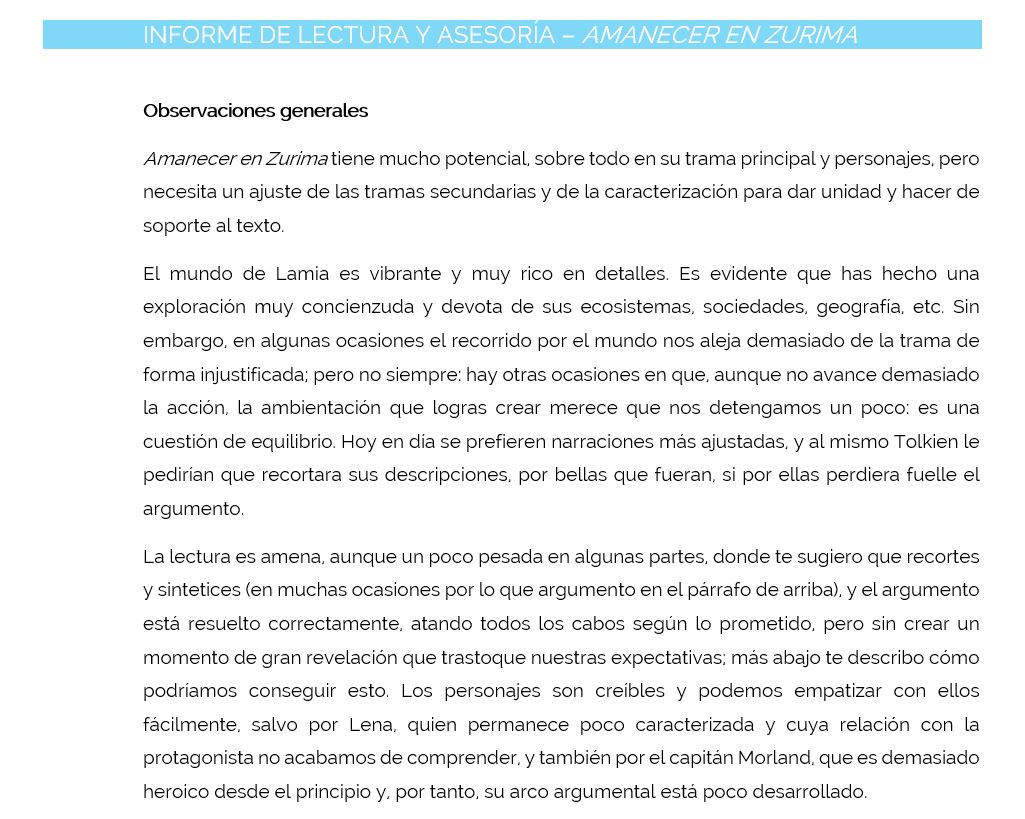 INFORME DE LECTURA Y ASESORÍA – AMANECER EN ZURIMA
Observaciones generales
Amanecer en Zurima tiene mucho potencial, sobre todo en su trama principal y personajes, pero
necesita un ajuste de las tramas secundarias y de la caracterización para dar unidad y hacer de
soporte al texto.
El mundo de Lamia es vibrante y muy rico en detalles. Es evidente que has hecho una
exploración muy concienzuda y devota de sus ecosistemas, sociedades, geografía, etc. Sin
embargo, en algunas ocasiones el recorrido por el mundo nos aleja demasiado de la trama de
forma injustificada; pero no siempre: hay otras ocasiones en que, aunque no avance demasiado
la acción, la ambientación que logras crear merece que nos detengamos un poco: es una
cuestión de equilibrio. Hoy en día se prefieren narraciones más ajustadas, y al mismo Tolkien le
pedirían que recortara sus descripciones, por bellas que fueran, si por ellas perdiera fuelle el
argumento.
La lectura es amena, aunque un poco pesada en algunas partes, donde te sugiero que recortes
y sintetices (en muchas ocasiones por lo que argumento en el párrafo de arriba), y el argumento
está resuelto correctamente, atando todos los cabos según lo prometido, pero sin crear un
momento de gran revelación que trastoque nuestras expectativas; más abajo te describo cómo
podríamos conseguir esto. Los personajes son creíbles y podemos empatizar con ellos
fácilmente, salvo por Lena, quien permanece poco caracterizada y cuya relación con la
protagonista no acabamos de comprender, y también por el capitán Morland, que es demasiado
heroico desde el principio y, por tanto, su arco argumental está poco desarrollado.